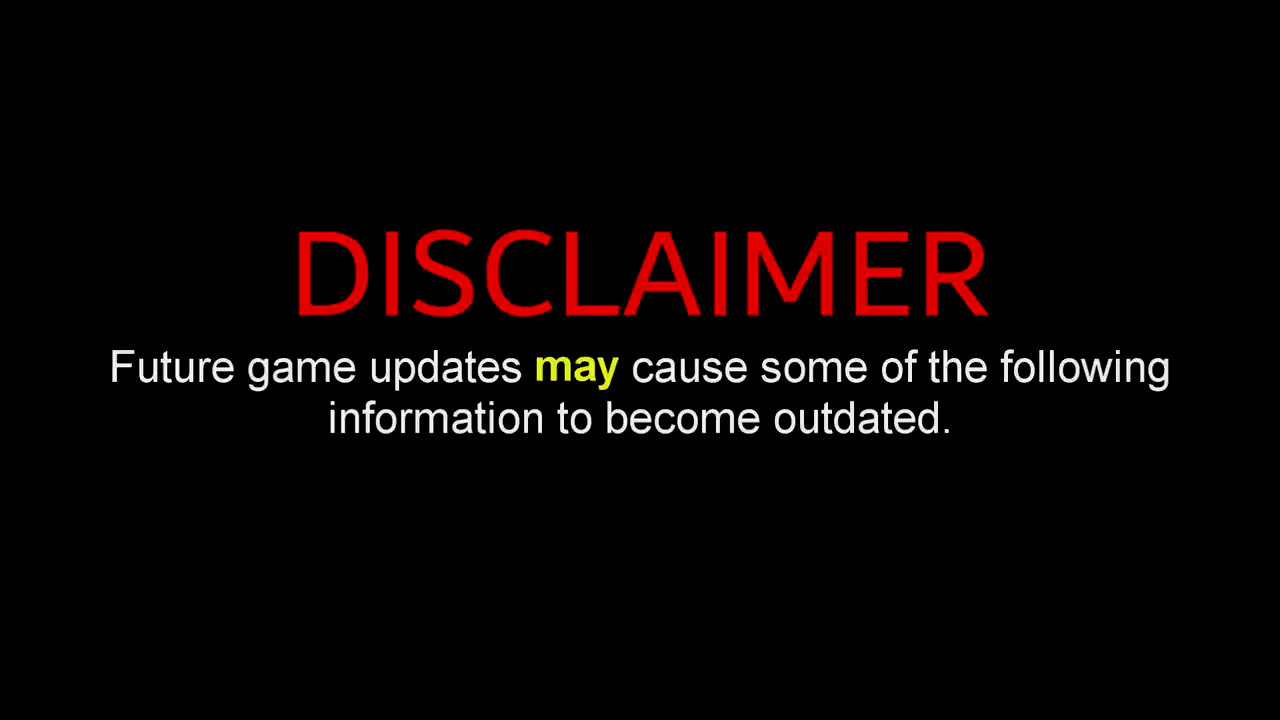 DISCLAIMER
Future game updates may cause some of the following
information to become outdated.